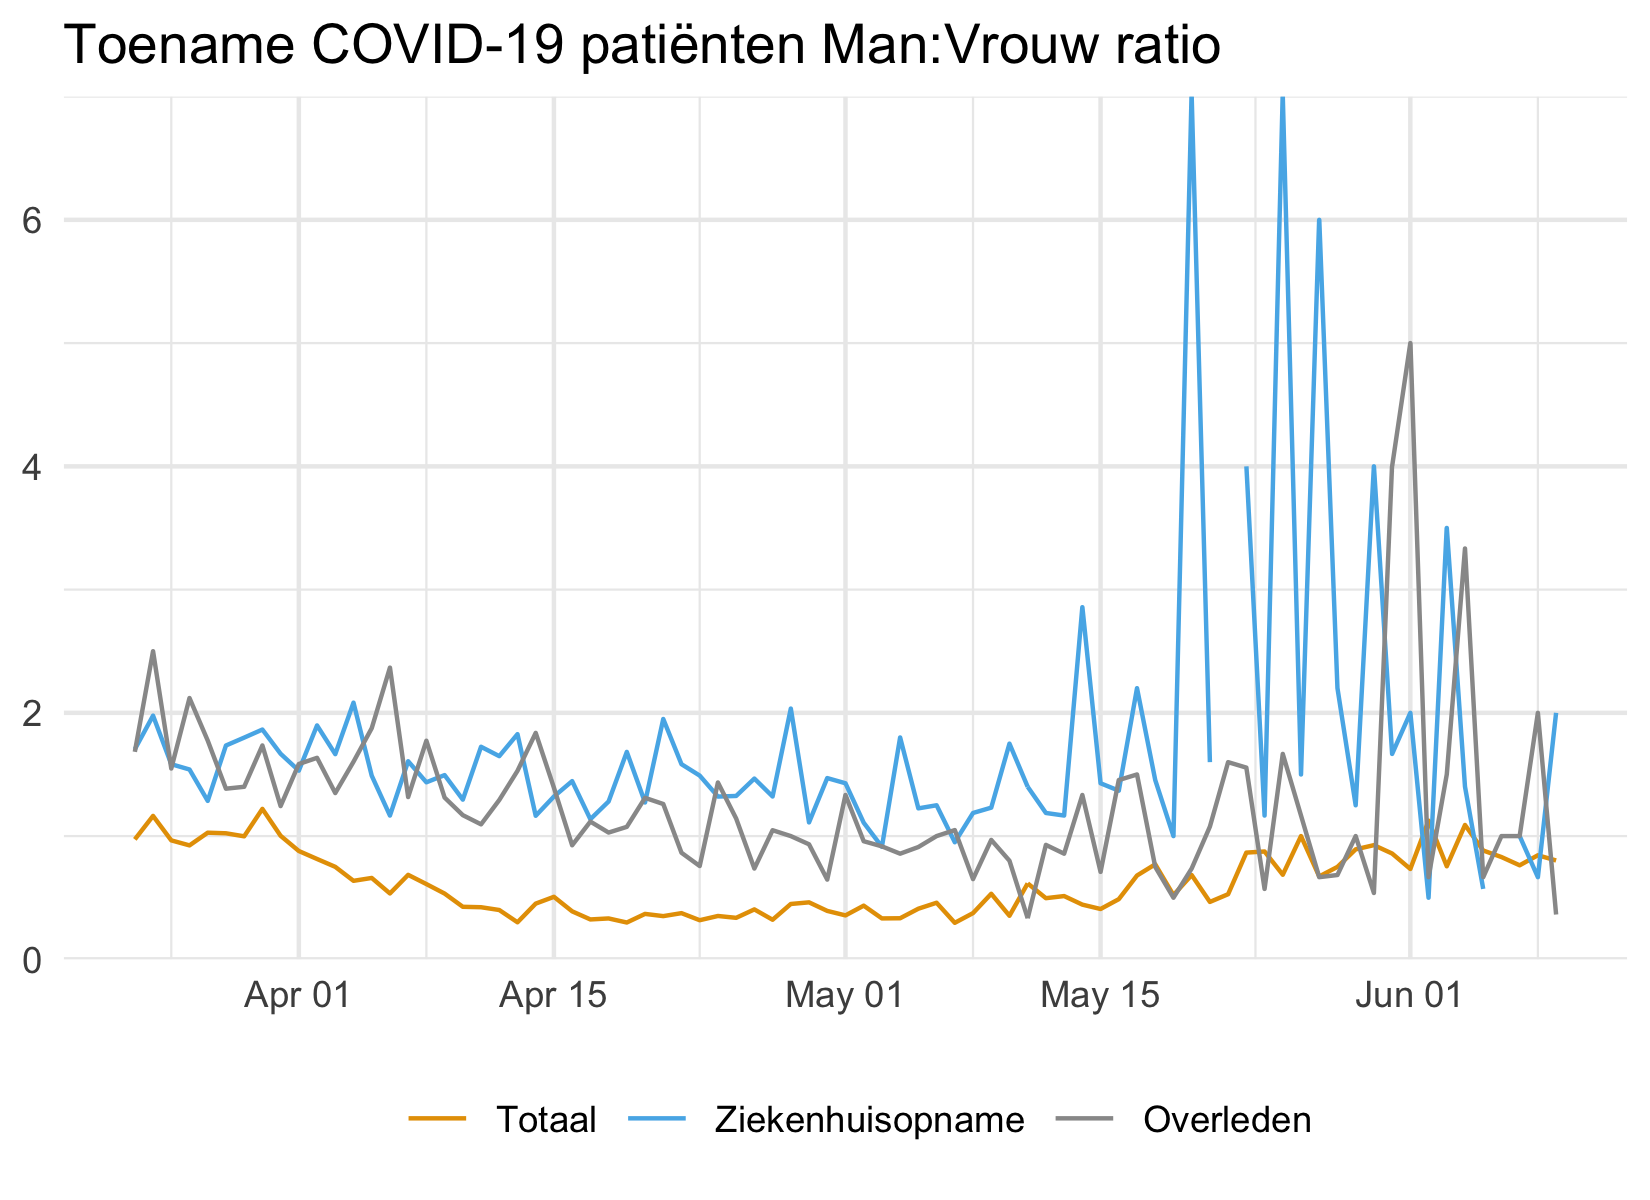 Toename COVID-19 patiënten Man:Vrouw ratio
6
4
2
0
Apr 01 Apr 15 May 01 May 15 Jun 01
Totaal Ziekenhuisopname Overleden